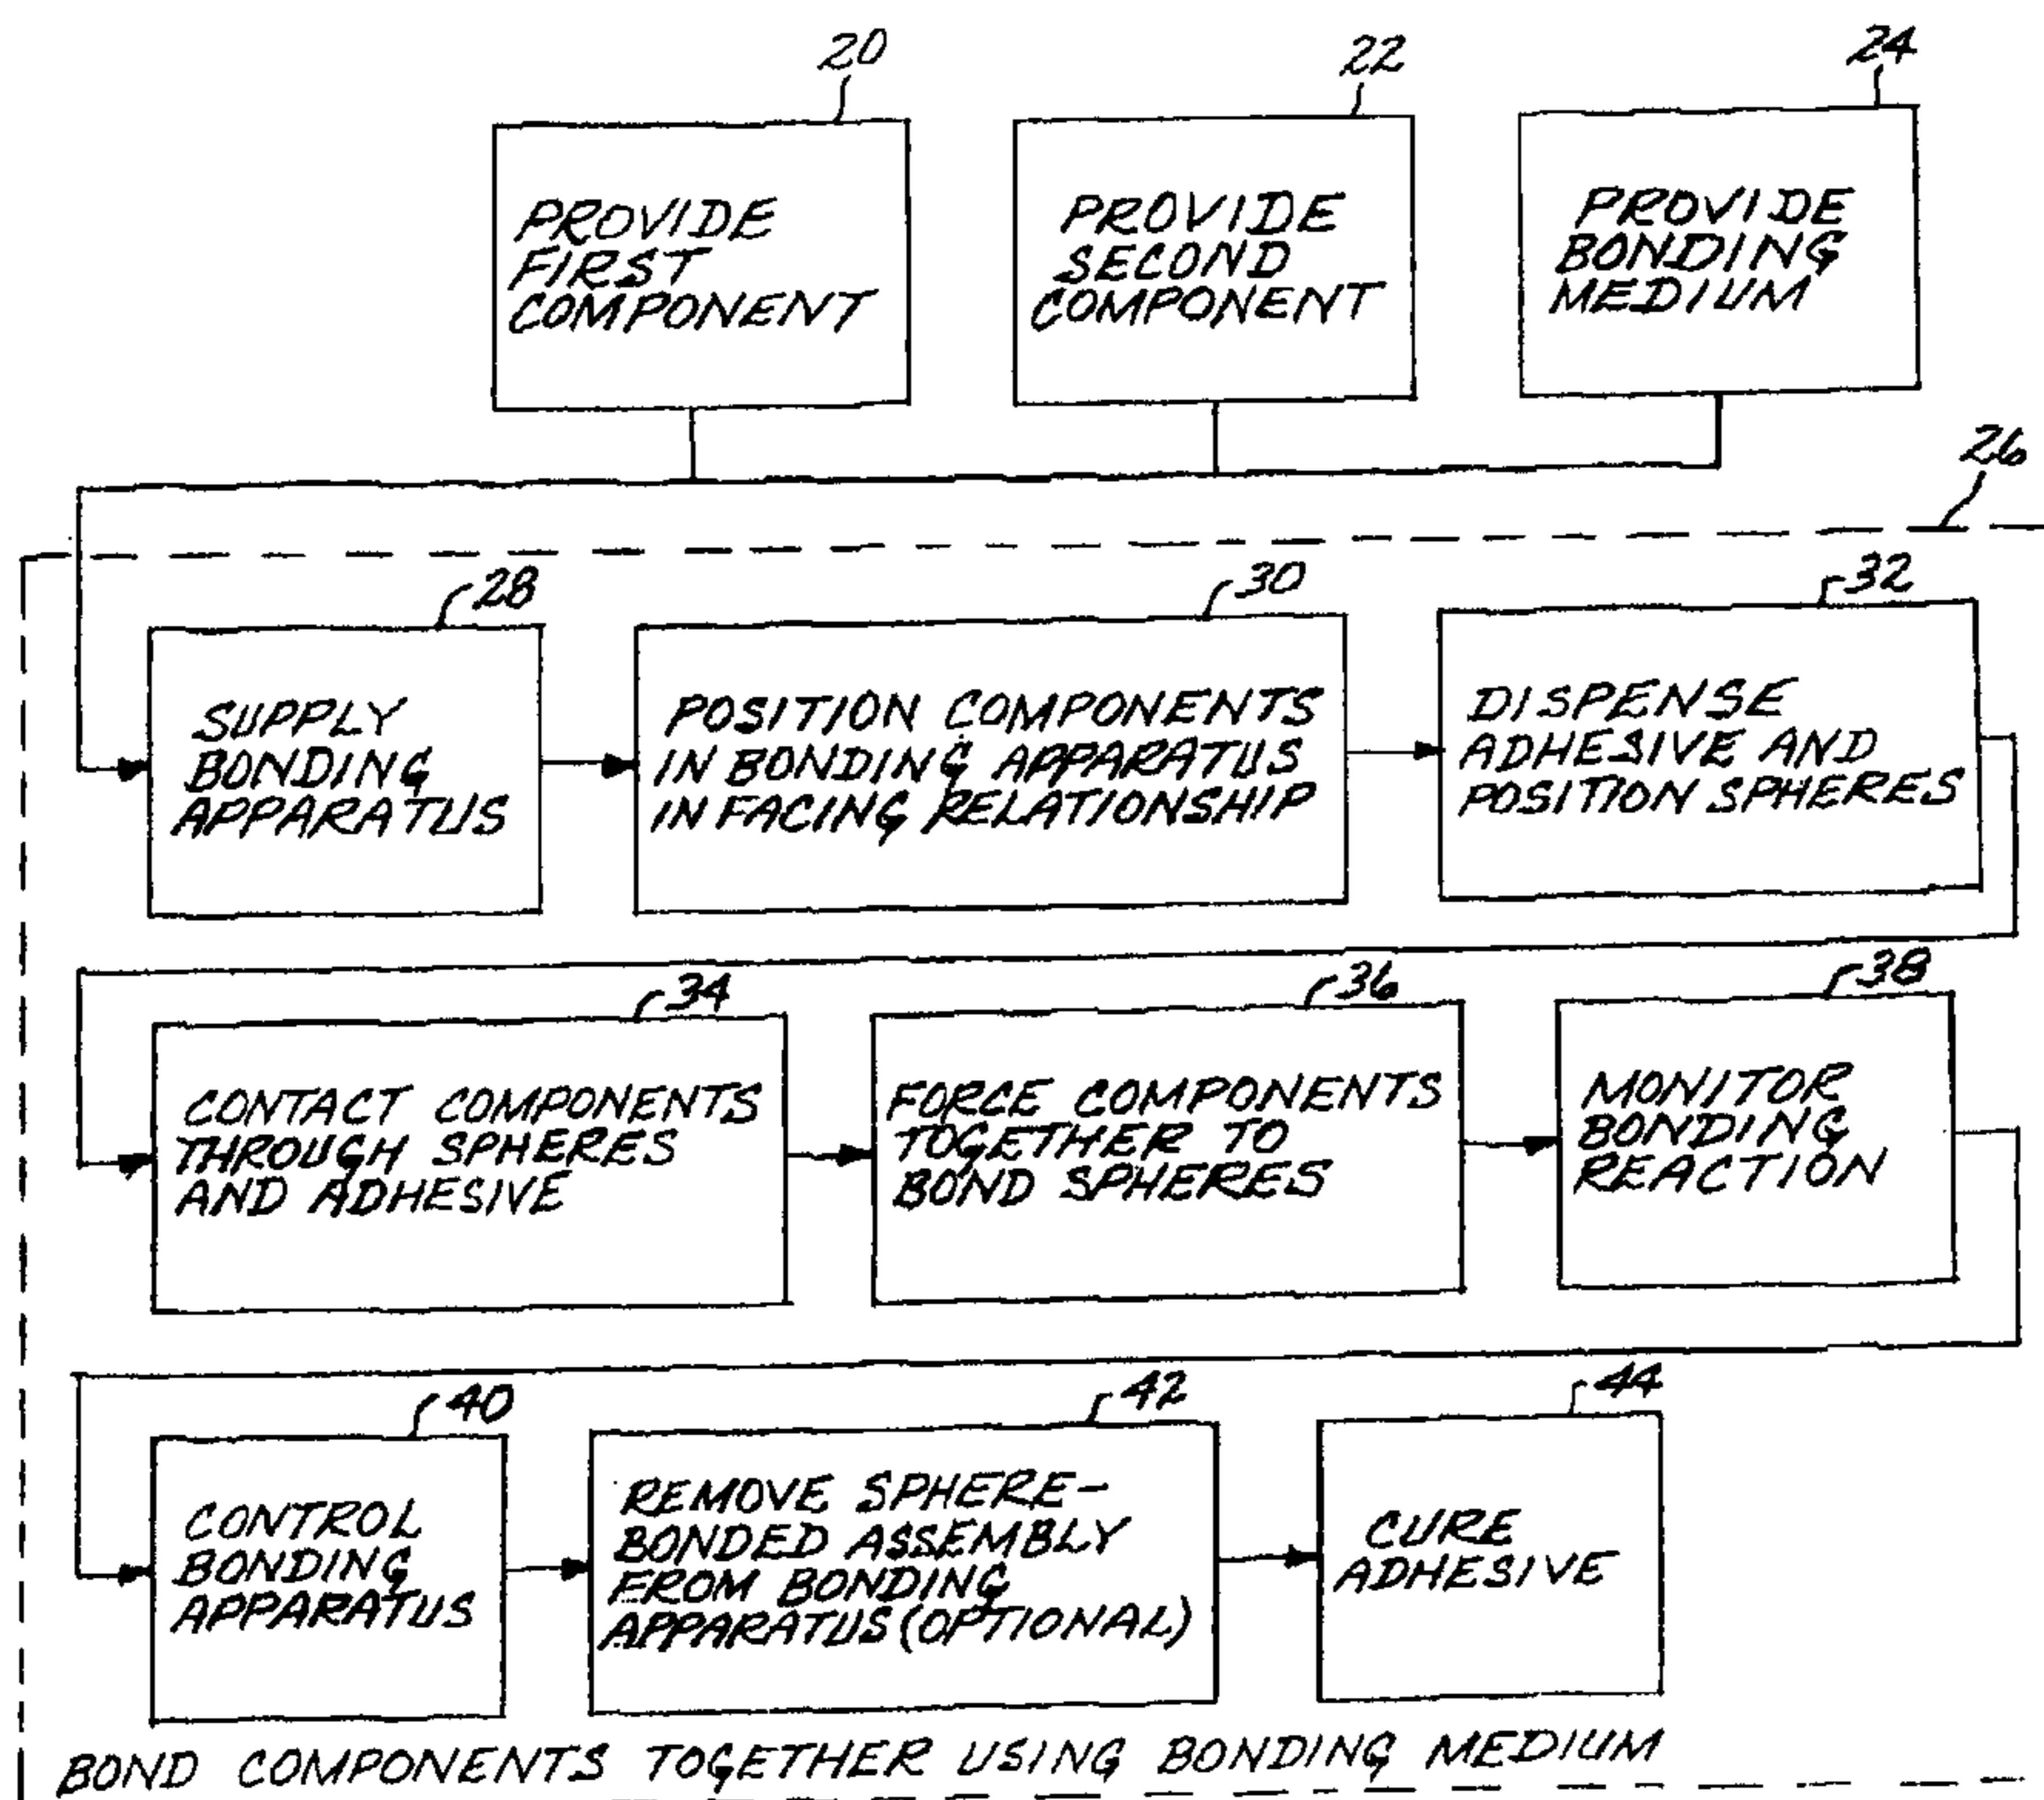 20
22
24
PROVIDE
FIRST
COMPONENT
PROVIDE
SECOND
COMPONENT
PROVIDE
BONDING
MEDIUM
26
28
30
32
SUPPLY
BONDING
APPARATUS
POSITION COMPONENTS
IN BONDING APPARATUS
IN FACING RELATIONSHIP
DISPENSE
ADHESIVE AND
POSITION SPHERES
34
36
38
CONTACT COMPONENTS
THROUGH SPHERES
AND ADHESIVE
FORCE COMPONENTS
TOGETHER TO
BOND SPHERES
MONITOR
BONDING
REACTION
40
42
44
CONTROL
BONDING
APPARATUS
REMOVE SPHERE-
BONDED ASSEMBLY
FROM BONDING
APPARATUS (OPTIONAL)
CURE
ADHESIVE
BOND COMPONENTS TOGETHER USING BONDING MEDIUM